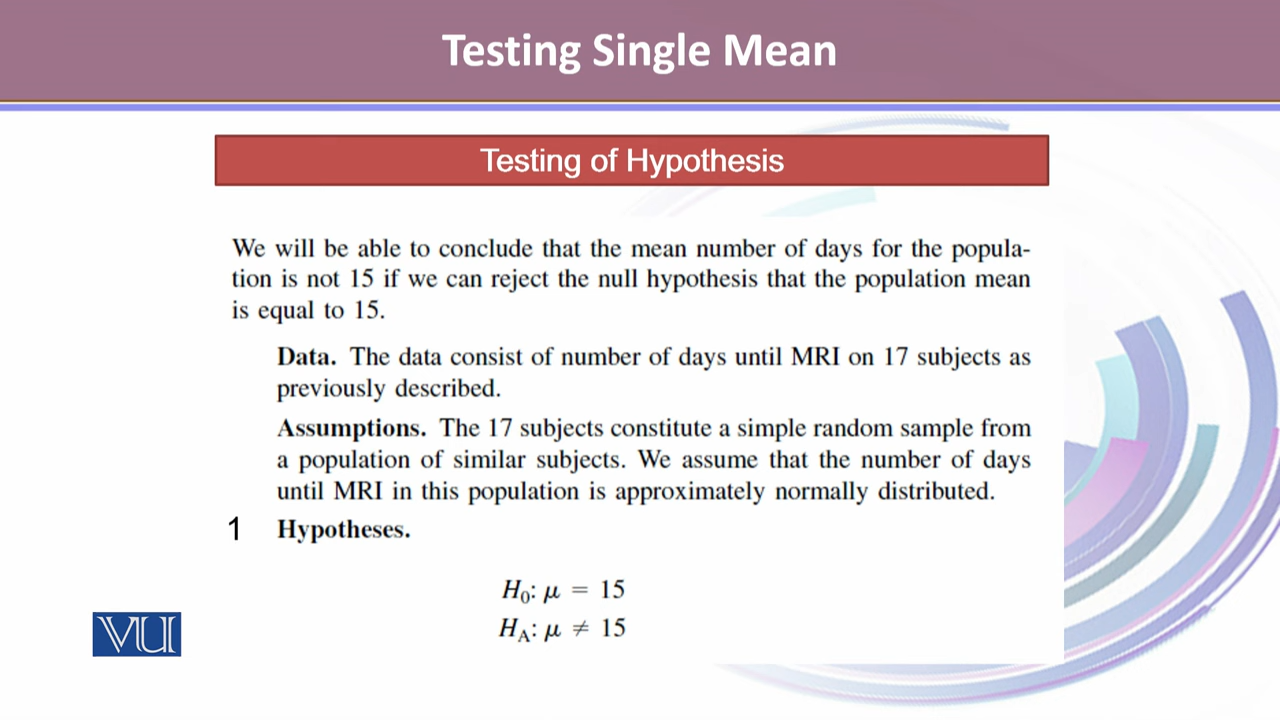 Testing Single Mean
Testing of Hypothesis
We will be able to conclude that the mean number of days for the popula-
tion is not 15 if we can reject the null hypothesis that the population mean
is equal to 15.
Data. The data consist of number of days until MRI on 17 subjects as
previously described.
Assumptions. The 17 subjects constitute a simple random sample from
a population of similar subjects. We assume that the number of days
until MRI in this population is approximately normally distributed.
1 Hypotheses.
H₀: μ = 15
H_A: μ ≠ 15
VU